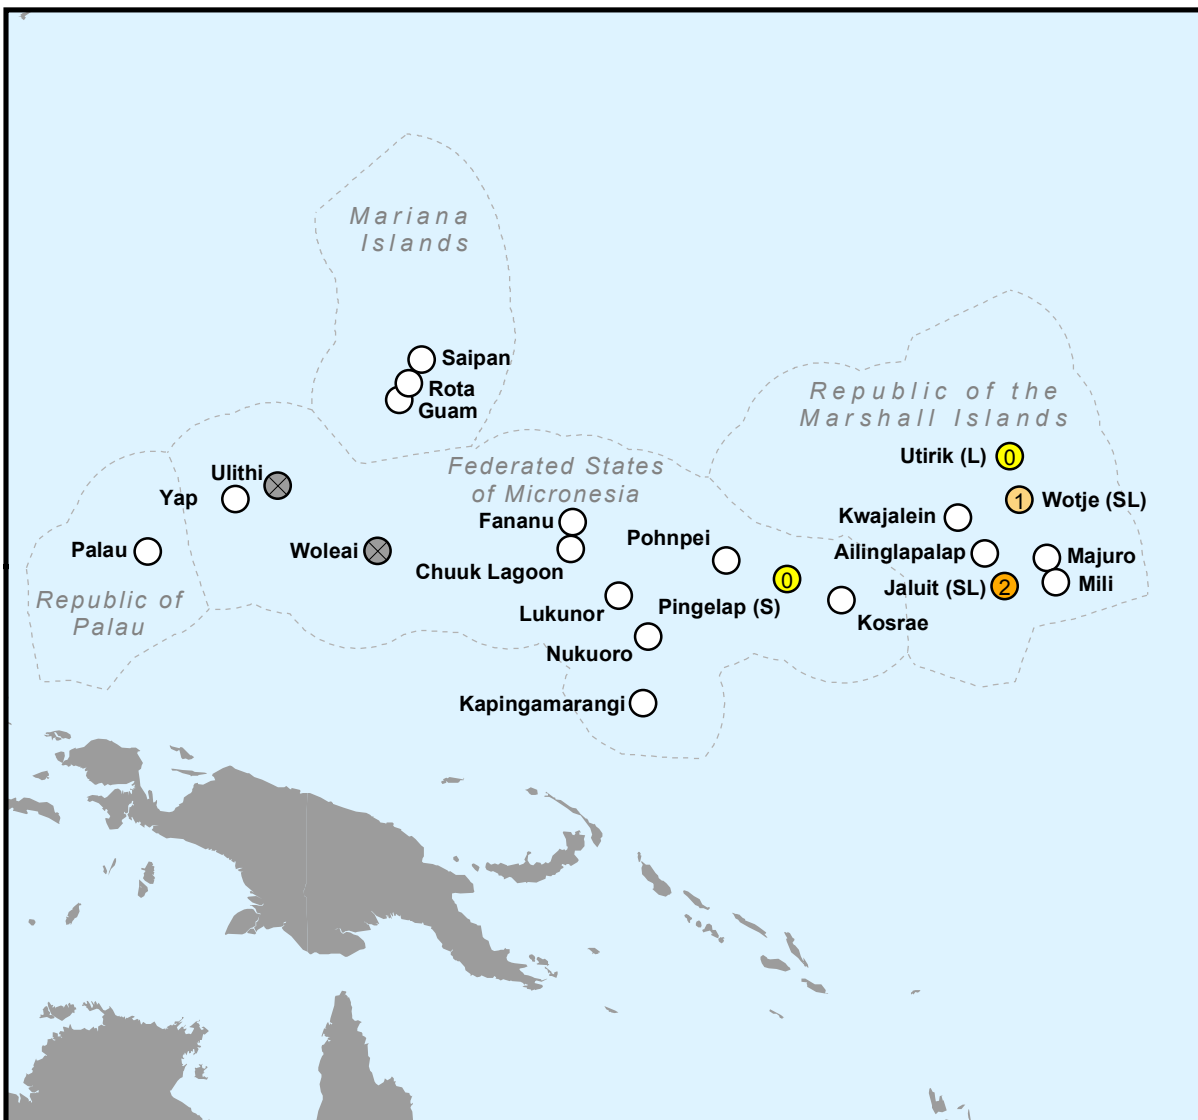 Mariana
Islands
Saipan
Rota
Guam
Republic of the
Marshall Islands
Utirik (L)
0
Ulithi
Yap
Federated States
of Micronesia
1
Wotje (SL)
Fananu
Kwajalein
Palau
Woleai
Chuuk Lagoon
Pohnpei
Ailinglapalap
Majuro
0
Jaluit (SL)
2
Mili
Republic of
Palau
Lukunor
Pingelap (S)
Kosrae
Nukuoro
Kapingamarangi